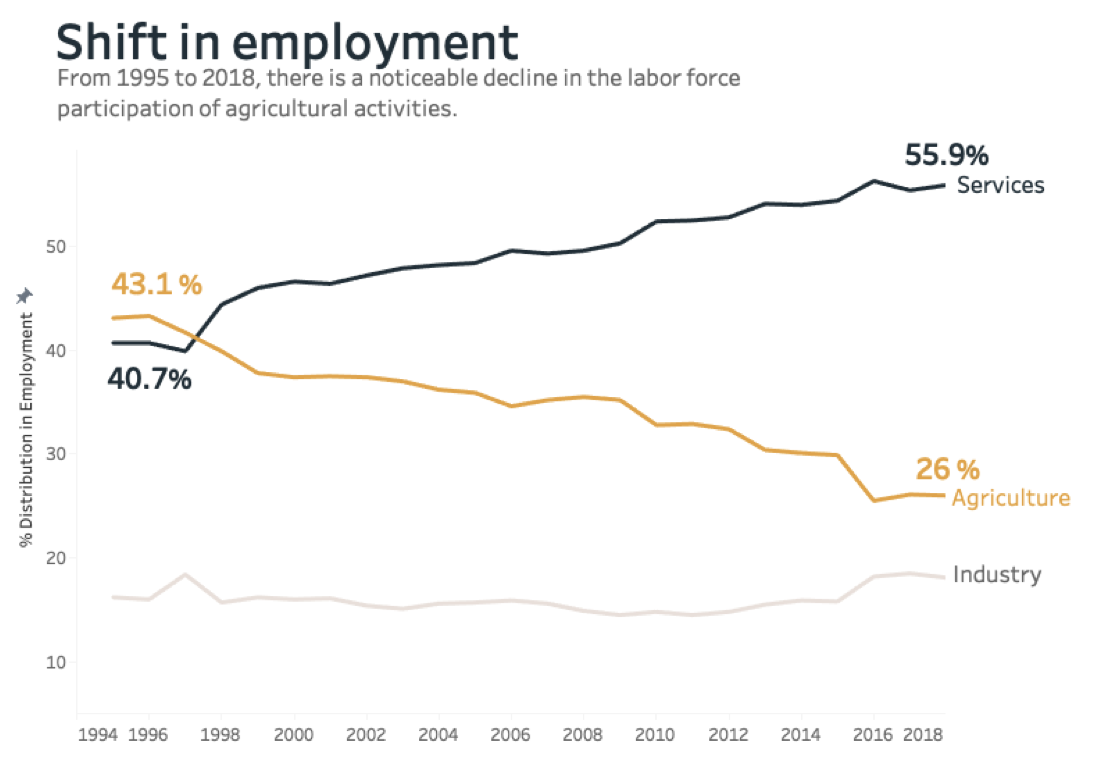 Shift in employment
From 1995 to 2018, there is a noticeable decline in the labor force
participation of agricultural activities.
55.9%
Services
50
43.1 %
40
40.7%
% Distribution in Employment
30
26 %
Agriculture
20
Industry
10
1994 1996 1998 2000 2002 2004 2006 2008 2010 2012 2014 2016 2018